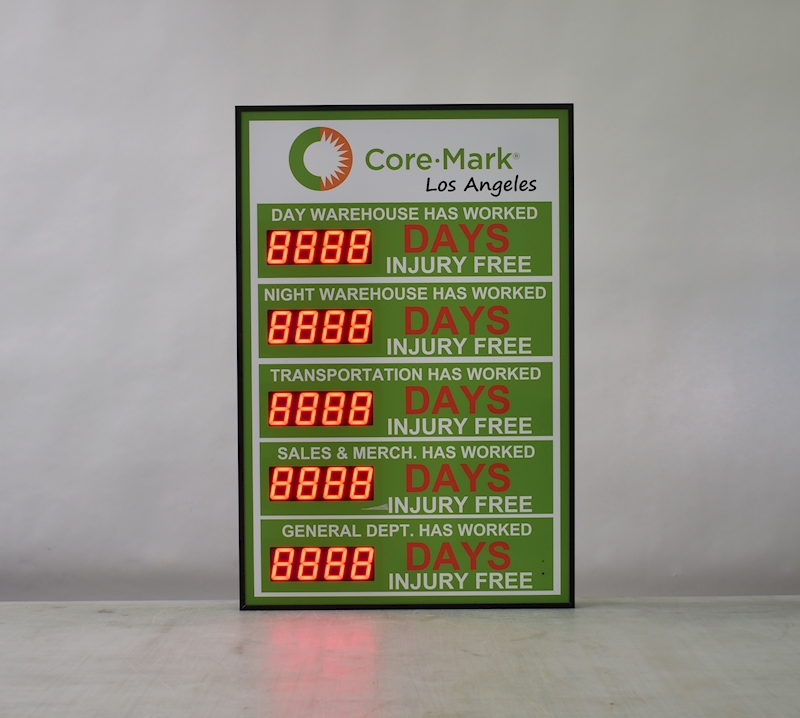 Core·Mark®
Los Angeles
DAY WAREHOUSE HAS WORKED
8888 DAYS
INJURY FREE
NIGHT WAREHOUSE HAS WORKED
8888 DAYS
INJURY FREE
TRANSPORTATION HAS WORKED
8888 DAYS
INJURY FREE
SALES & MERCH. HAS WORKED
8888 DAYS
INJURY FREE
GENERAL DEPT. HAS WORKED
8888 DAYS
INJURY FREE